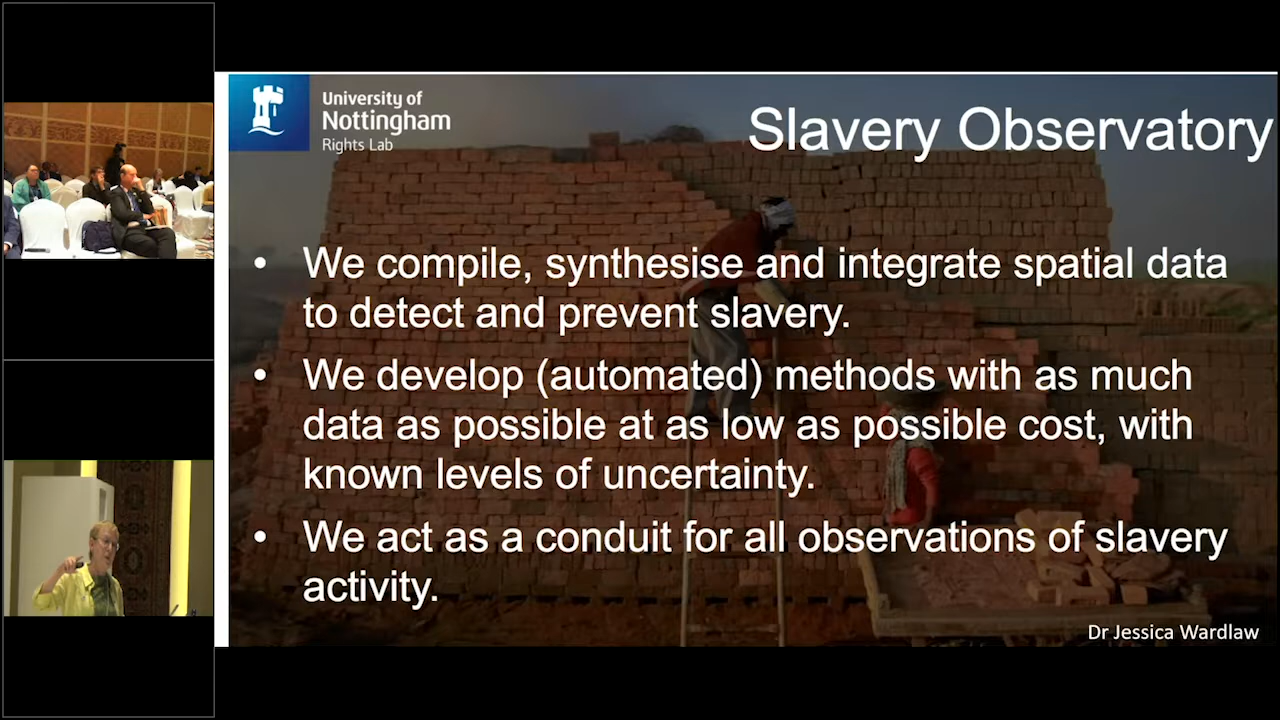 University of
Nottingham
Rights Lab
Slavery Observatory
• We compile, synthesise and integrate spatial data
to detect and prevent slavery.
• We develop (automated) methods with as much
data as possible at as low as possible cost, with
known levels of uncertainty.
• We act as a conduit for all observations of slavery
activity.
Dr Jessica Wardlaw